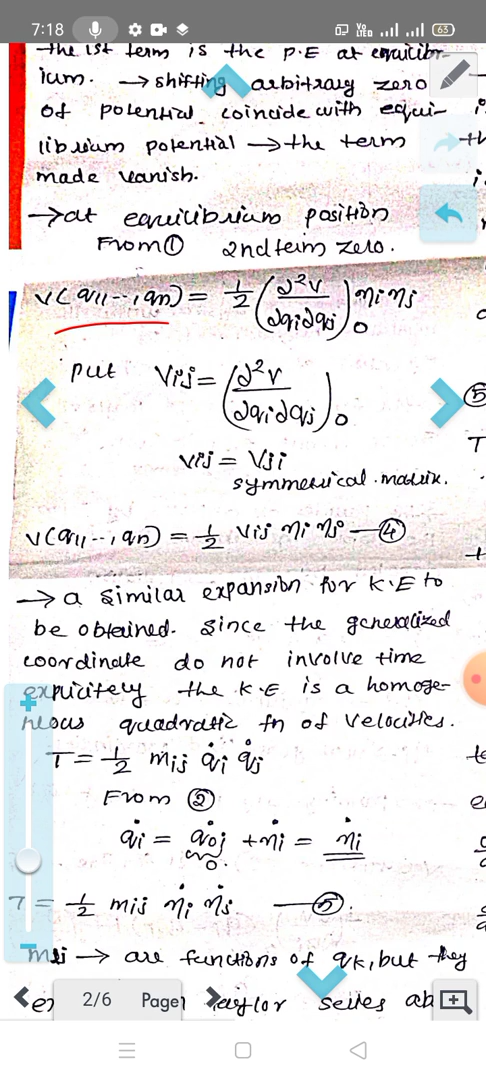 7:18
63
the 1st term is the P.E at equilibr-
ium. → shifting arbitrary zero
of potential coincide with equi-
librium potential → the term
made vanish.
→ at equilibrium position
From ① 2nd term zero.
V(q1, ..., qn) = 1/2 (∂²V/∂qi∂qj)₀ ηi ηj
put Vij = (∂²V/∂qi∂qj)₀
Vij = Vji
symmetrical matrix.
V(q1, ..., qn) = 1/2 Vij ηi ηj —④
→ a similar expansion for K.E to
be obtained. Since the generalized
coordinate do not involve time
expicitely the K.E is a homoge-
neous quadratic fn of velocities.
T = 1/2 mij q̇i q̇j
From ②
q̇i = q̇oj + η̇i = η̇i
0
T = 1/2 mij η̇i η̇j —⑤.
mij → are functions of qk, but they
2/6 Page
taylor series ab